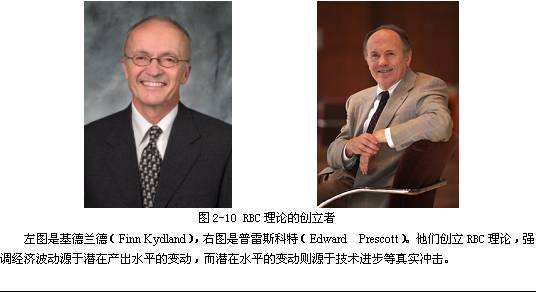 图2-10 RBC 理论的创立者
左图是基德兰德（Finn Kydland），右图是普雷斯科特（Edward Prescott）。他们创立 RBC 理论，强
调经济波动源于潜在产出水平的变动，而潜在水平的变动则源于技术进步等真实冲击。